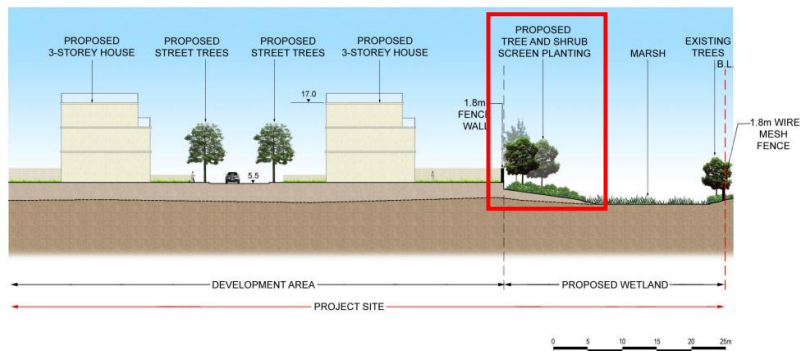 PROPOSED
3-STOREY HOUSE
PROPOSED
STREET TREES
PROPOSED
STREET TREES
PROPOSED
3-STOREY HOUSE
PROPOSED
TREE AND SHRUB
SCREEN PLANTING
MARSH
EXISTING
TREES
B.L.
17.0
1.8m
FENCE
WALL
1.8m WIRE
MESH
FENCE
5.5
DEVELOPMENT AREA
PROPOSED WETLAND
PROJECT SITE
0 5 10 15 20 25m